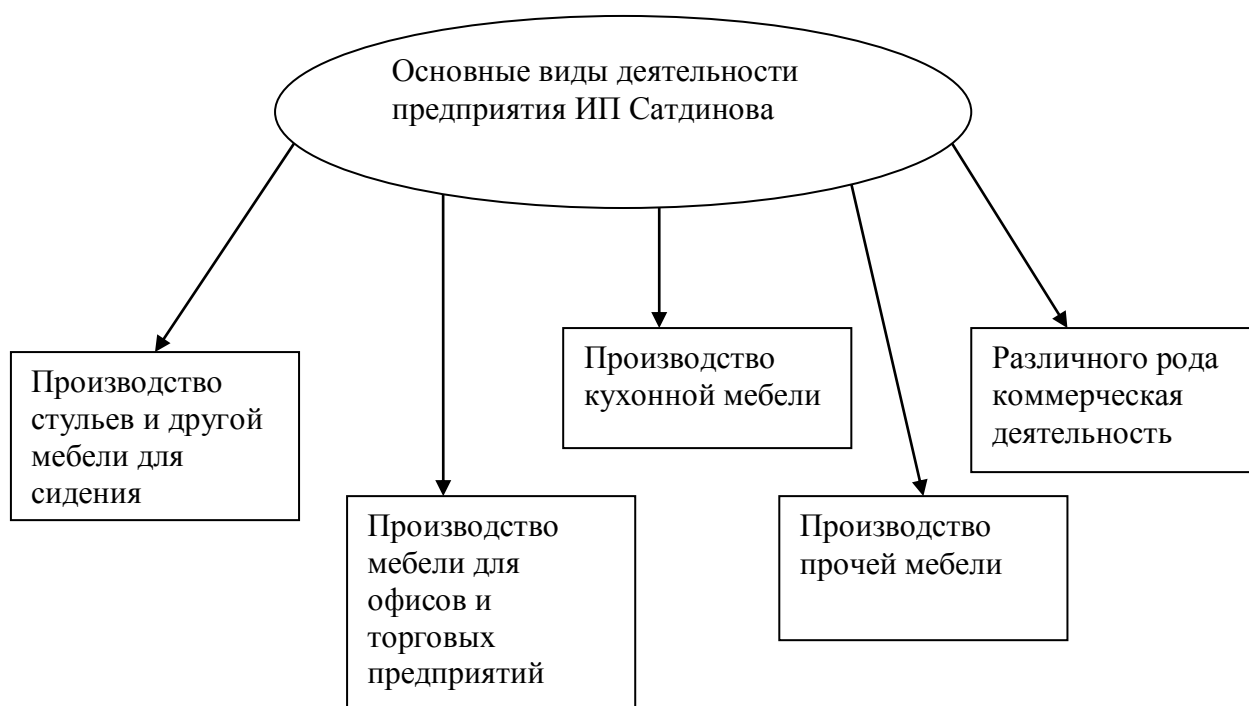 Основные виды деятельности
предприятия ИП Сатдинова
Производство
стульев и другой
мебели для
сидения
Производство
мебели для
офисов и
торговых
предприятий
Производство
кухонной мебели
Производство
прочей мебели
Различного рода
коммерческая
деятельность